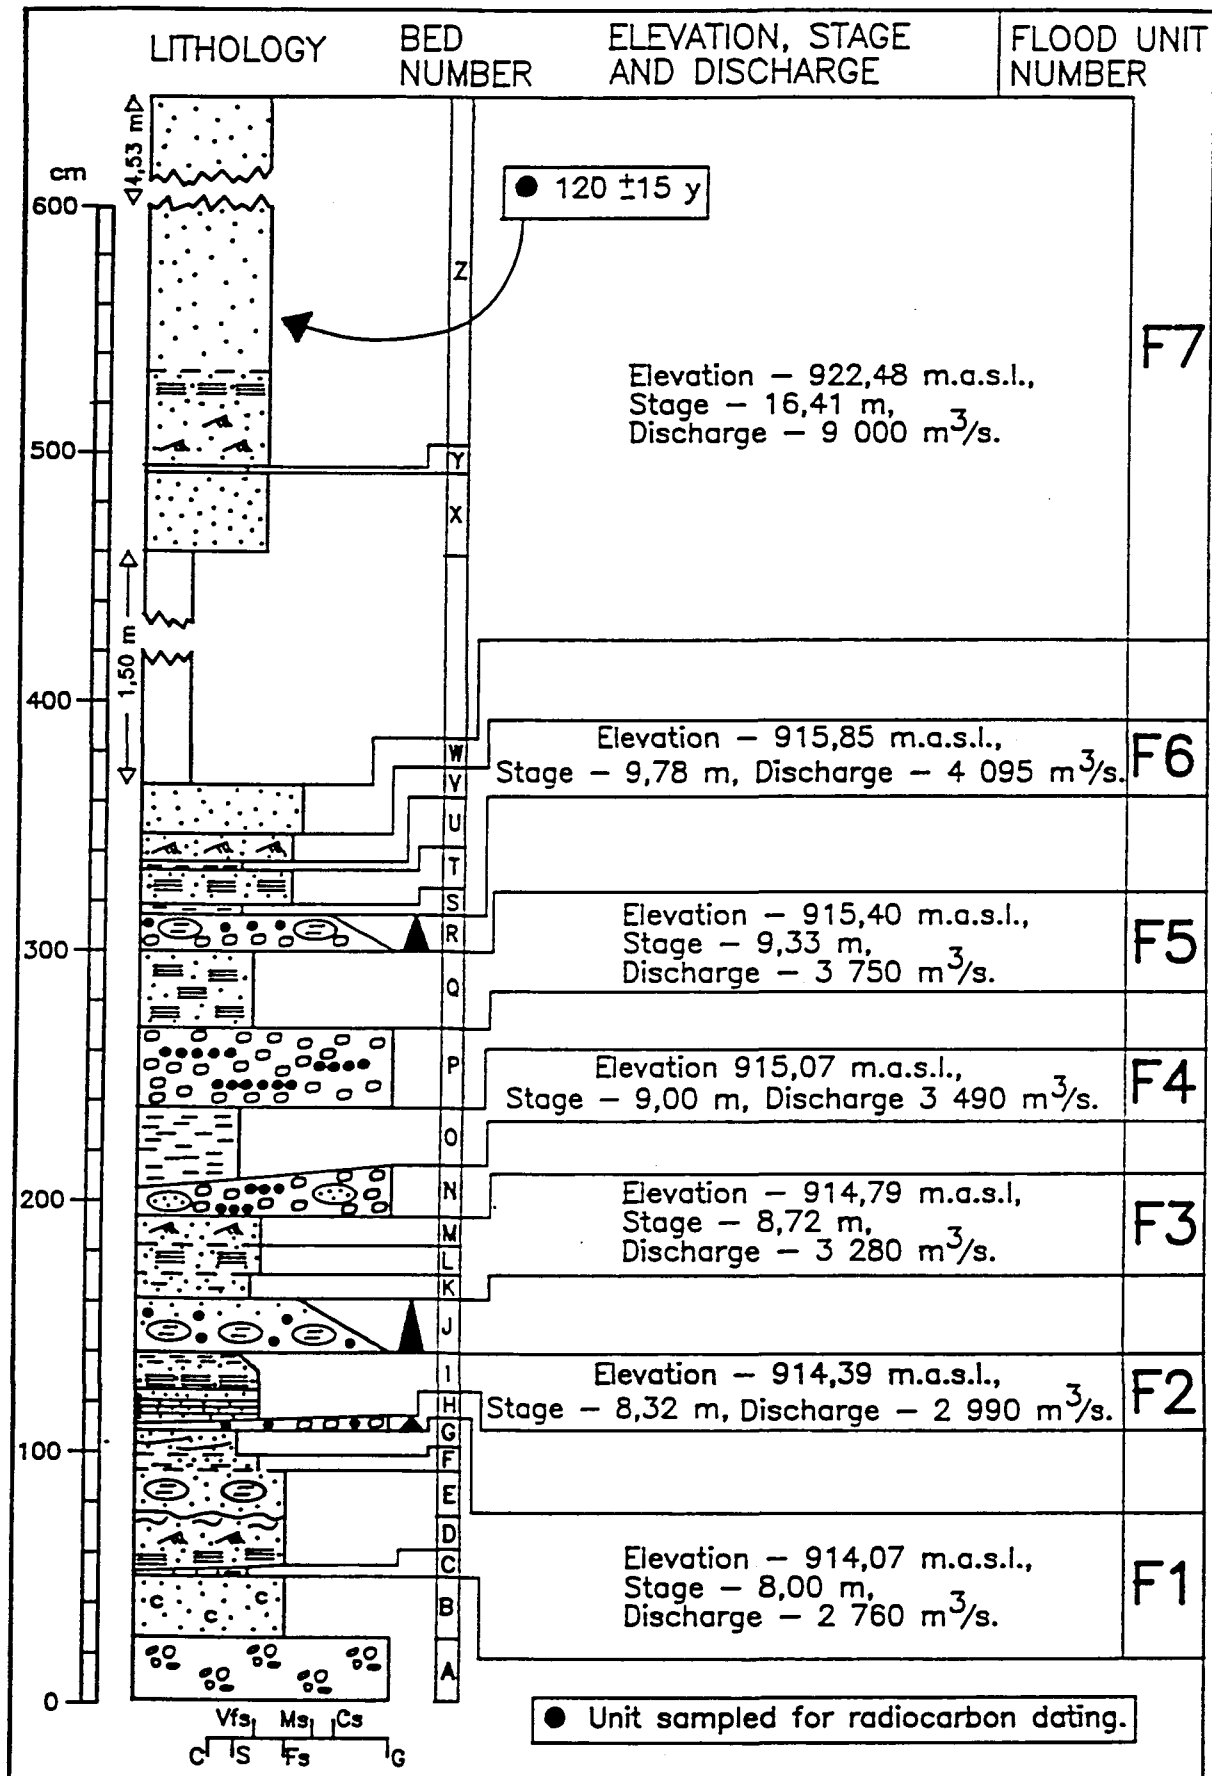 LITHOLOGY
BED NUMBER
ELEVATION, STAGE AND DISCHARGE
FLOOD UNIT NUMBER
4,53 m
cm
600
500
400
300
200
100
0
1,50 m
● 120 ±15 y
Z
Y
X
W
V
U
T
S
R
Q
P
O
N
M
L
K
J
I
H
G
F
E
D
C
B
A
Elevation – 922,48 m.a.s.l.,
Stage – 16,41 m,
Discharge – 9 000 m³/s.
F7
Elevation – 915,85 m.a.s.l.,
Stage – 9,78 m, Discharge – 4 095 m³/s.
F6
Elevation – 915,40 m.a.s.l.,
Stage – 9,33 m,
Discharge – 3 750 m³/s.
F5
Elevation 915,07 m.a.s.l.,
Stage – 9,00 m, Discharge 3 490 m³/s.
F4
Elevation – 914,79 m.a.s.l,
Stage – 8,72 m,
Discharge – 3 280 m³/s.
F3
Elevation – 914,39 m.a.s.l.,
Stage – 8,32 m, Discharge – 2 990 m³/s.
F2
Elevation – 914,07 m.a.s.l.,
Stage – 8,00 m,
Discharge – 2 760 m³/s.
F1
c c c c
Vfs Ms Cs
C S Fs G
● Unit sampled for radiocarbon dating.